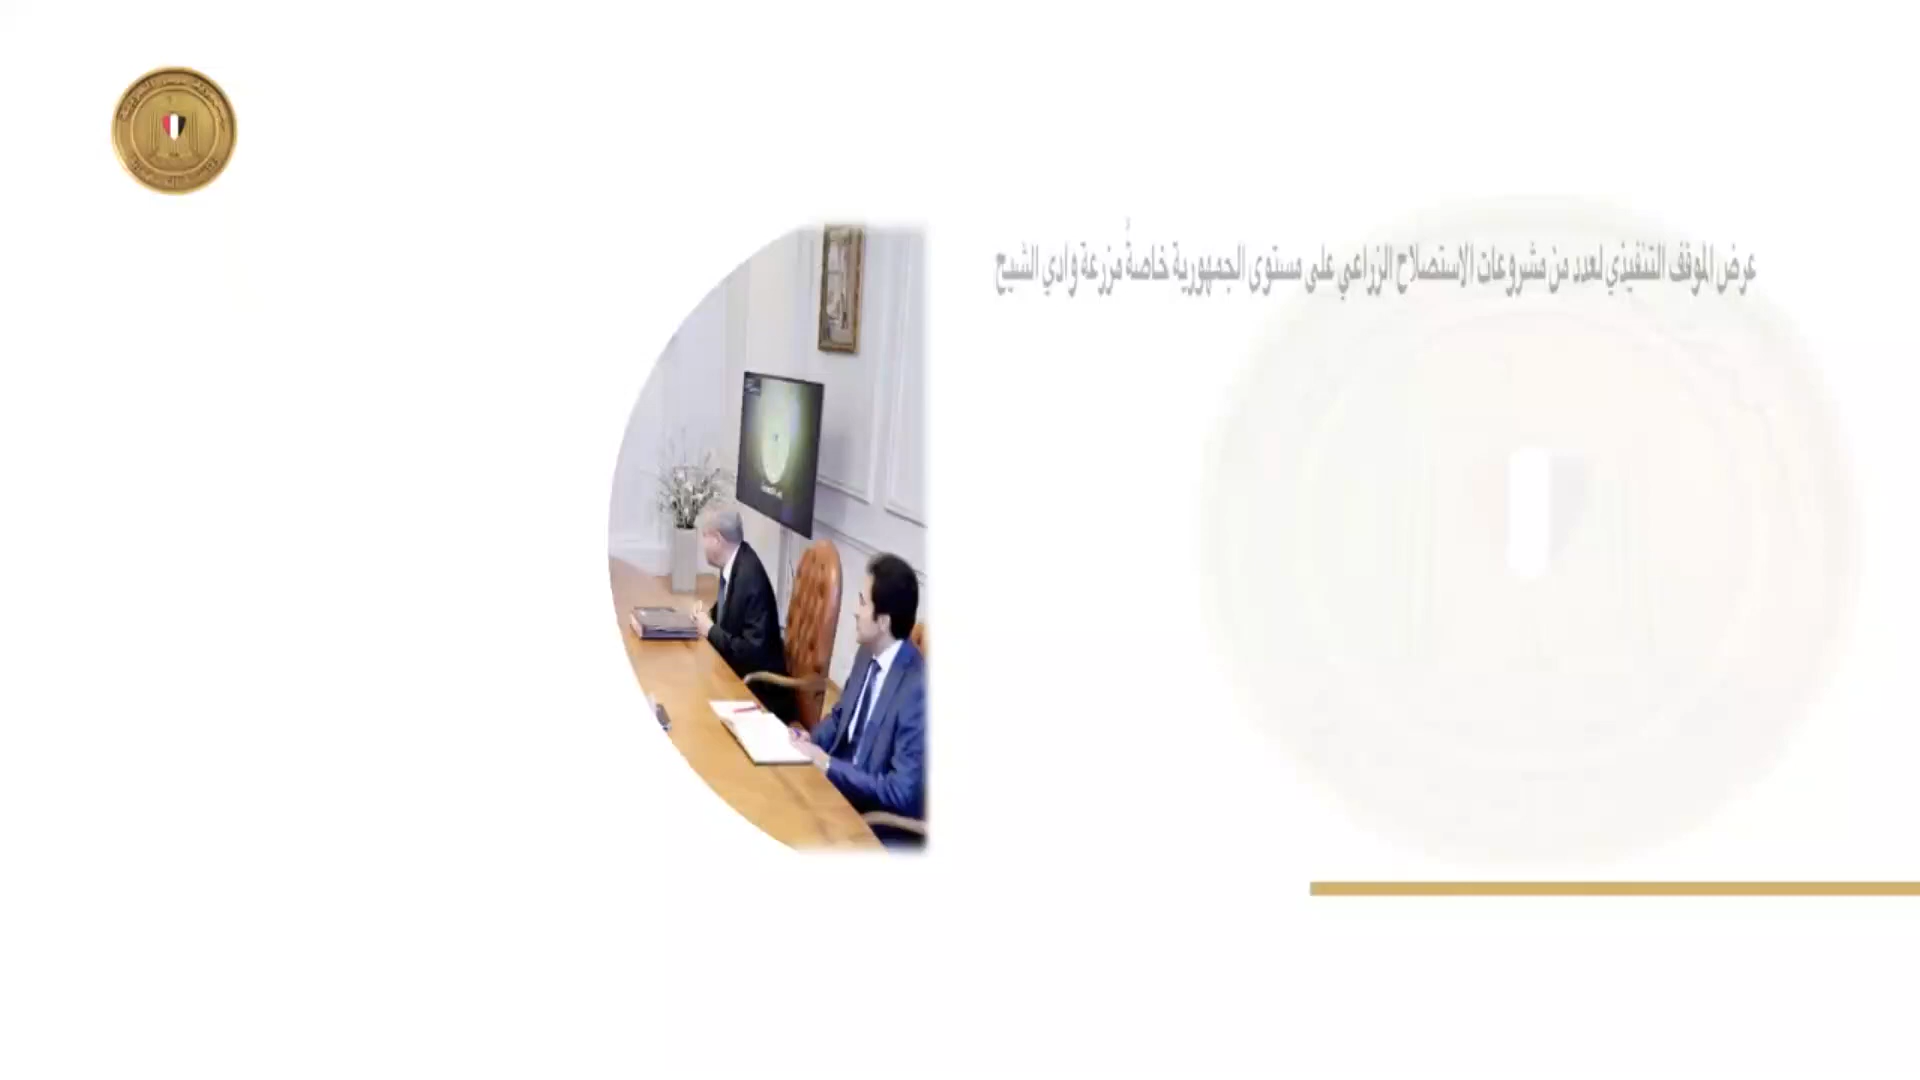 عرض الموقف التنفيذي لعدد من مشروعات الاستصلاح الزراعي على مستوى الجمهورية خاصةً مزرعة وادي الشيح